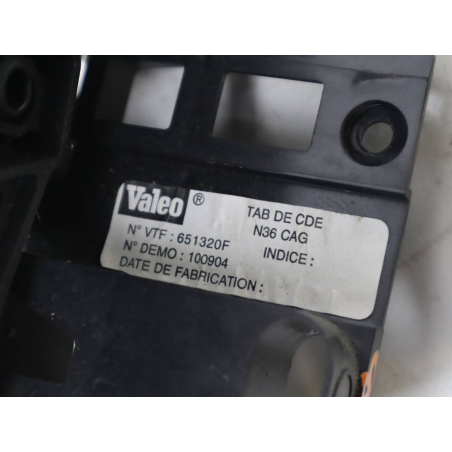 Valeo ®
TAB DE CDE
N36 CAG
N° VTF : 651320F
INDICE :
N° DEMO : 100904
DATE DE FABRICATION :